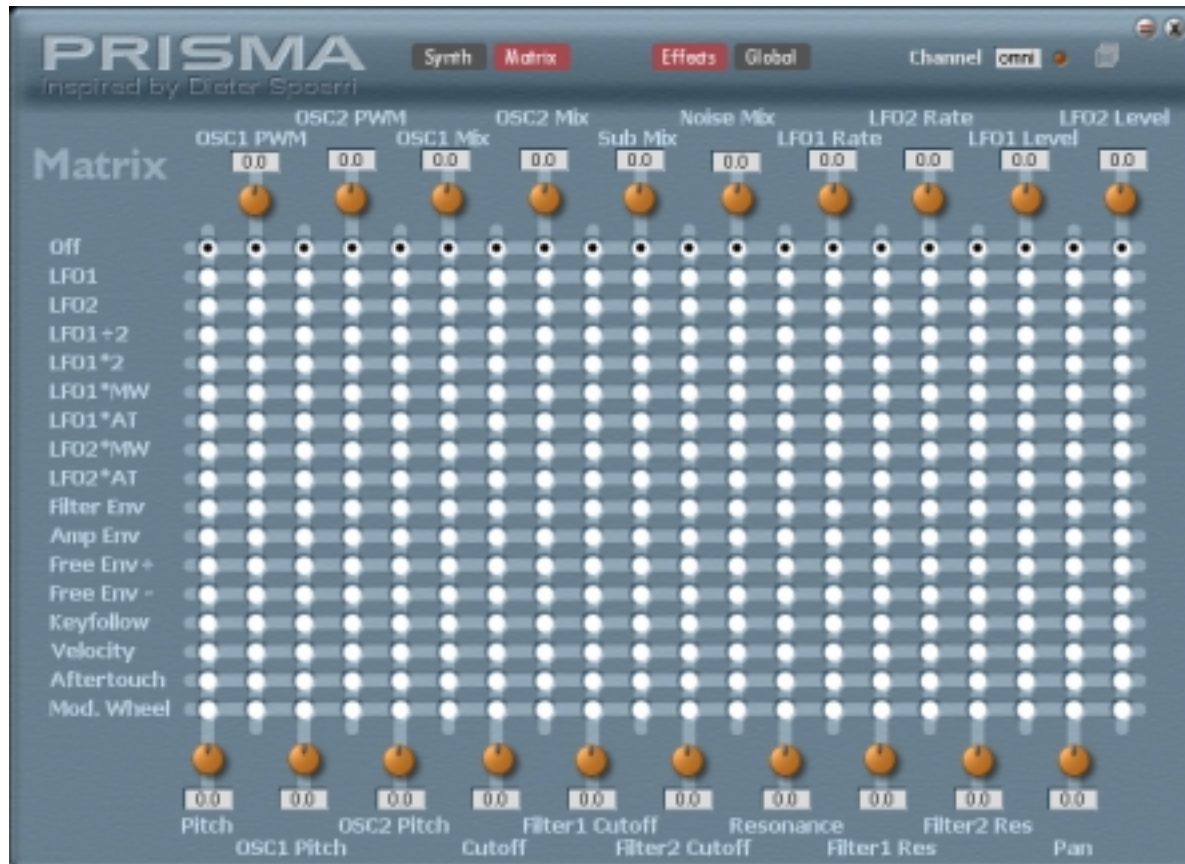 PRISMA
Inspired by Dieter Spoerri
Synth Matrix Effects Global Channel omni
OSC2 PWM OSC2 Mix Noise Mix LFO2 Rate LFO2 Level
OSC1 PWM OSC1 Mix Sub Mix LFO1 Rate LFO1 Level
Matrix
0.0 0.0 0.0 0.0 0.0 0.0 0.0 0.0 0.0 0.0
Off
LFO1
LFO2
LFO1+2
LFO1*2
LFO1*MW
LFO1*AT
LFO2*MW
LFO2*AT
Filter Env
Amp Env
Free Env +
Free Env -
Keyfollow
Velocity
Aftertouch
Mod. Wheel
0.0 0.0 0.0 0.0 0.0 0.0 0.0 0.0 0.0 0.0
Pitch OSC2 Pitch Filter1 Cutoff Resonance Filter2 Res
OSC1 Pitch Cutoff Filter2 Cutoff Filter1 Res Pan